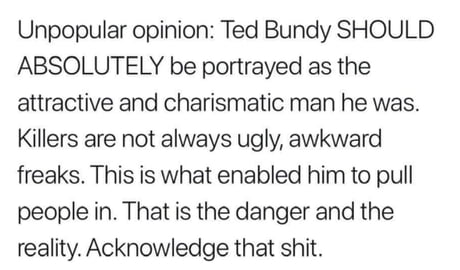 Unpopular opinion: Ted Bundy SHOULD
ABSOLUTELY be portrayed as the
attractive and charismatic man he was.
Killers are not always ugly, awkward
freaks. This is what enabled him to pull
people in. That is the danger and the
reality. Acknowledge that shit.